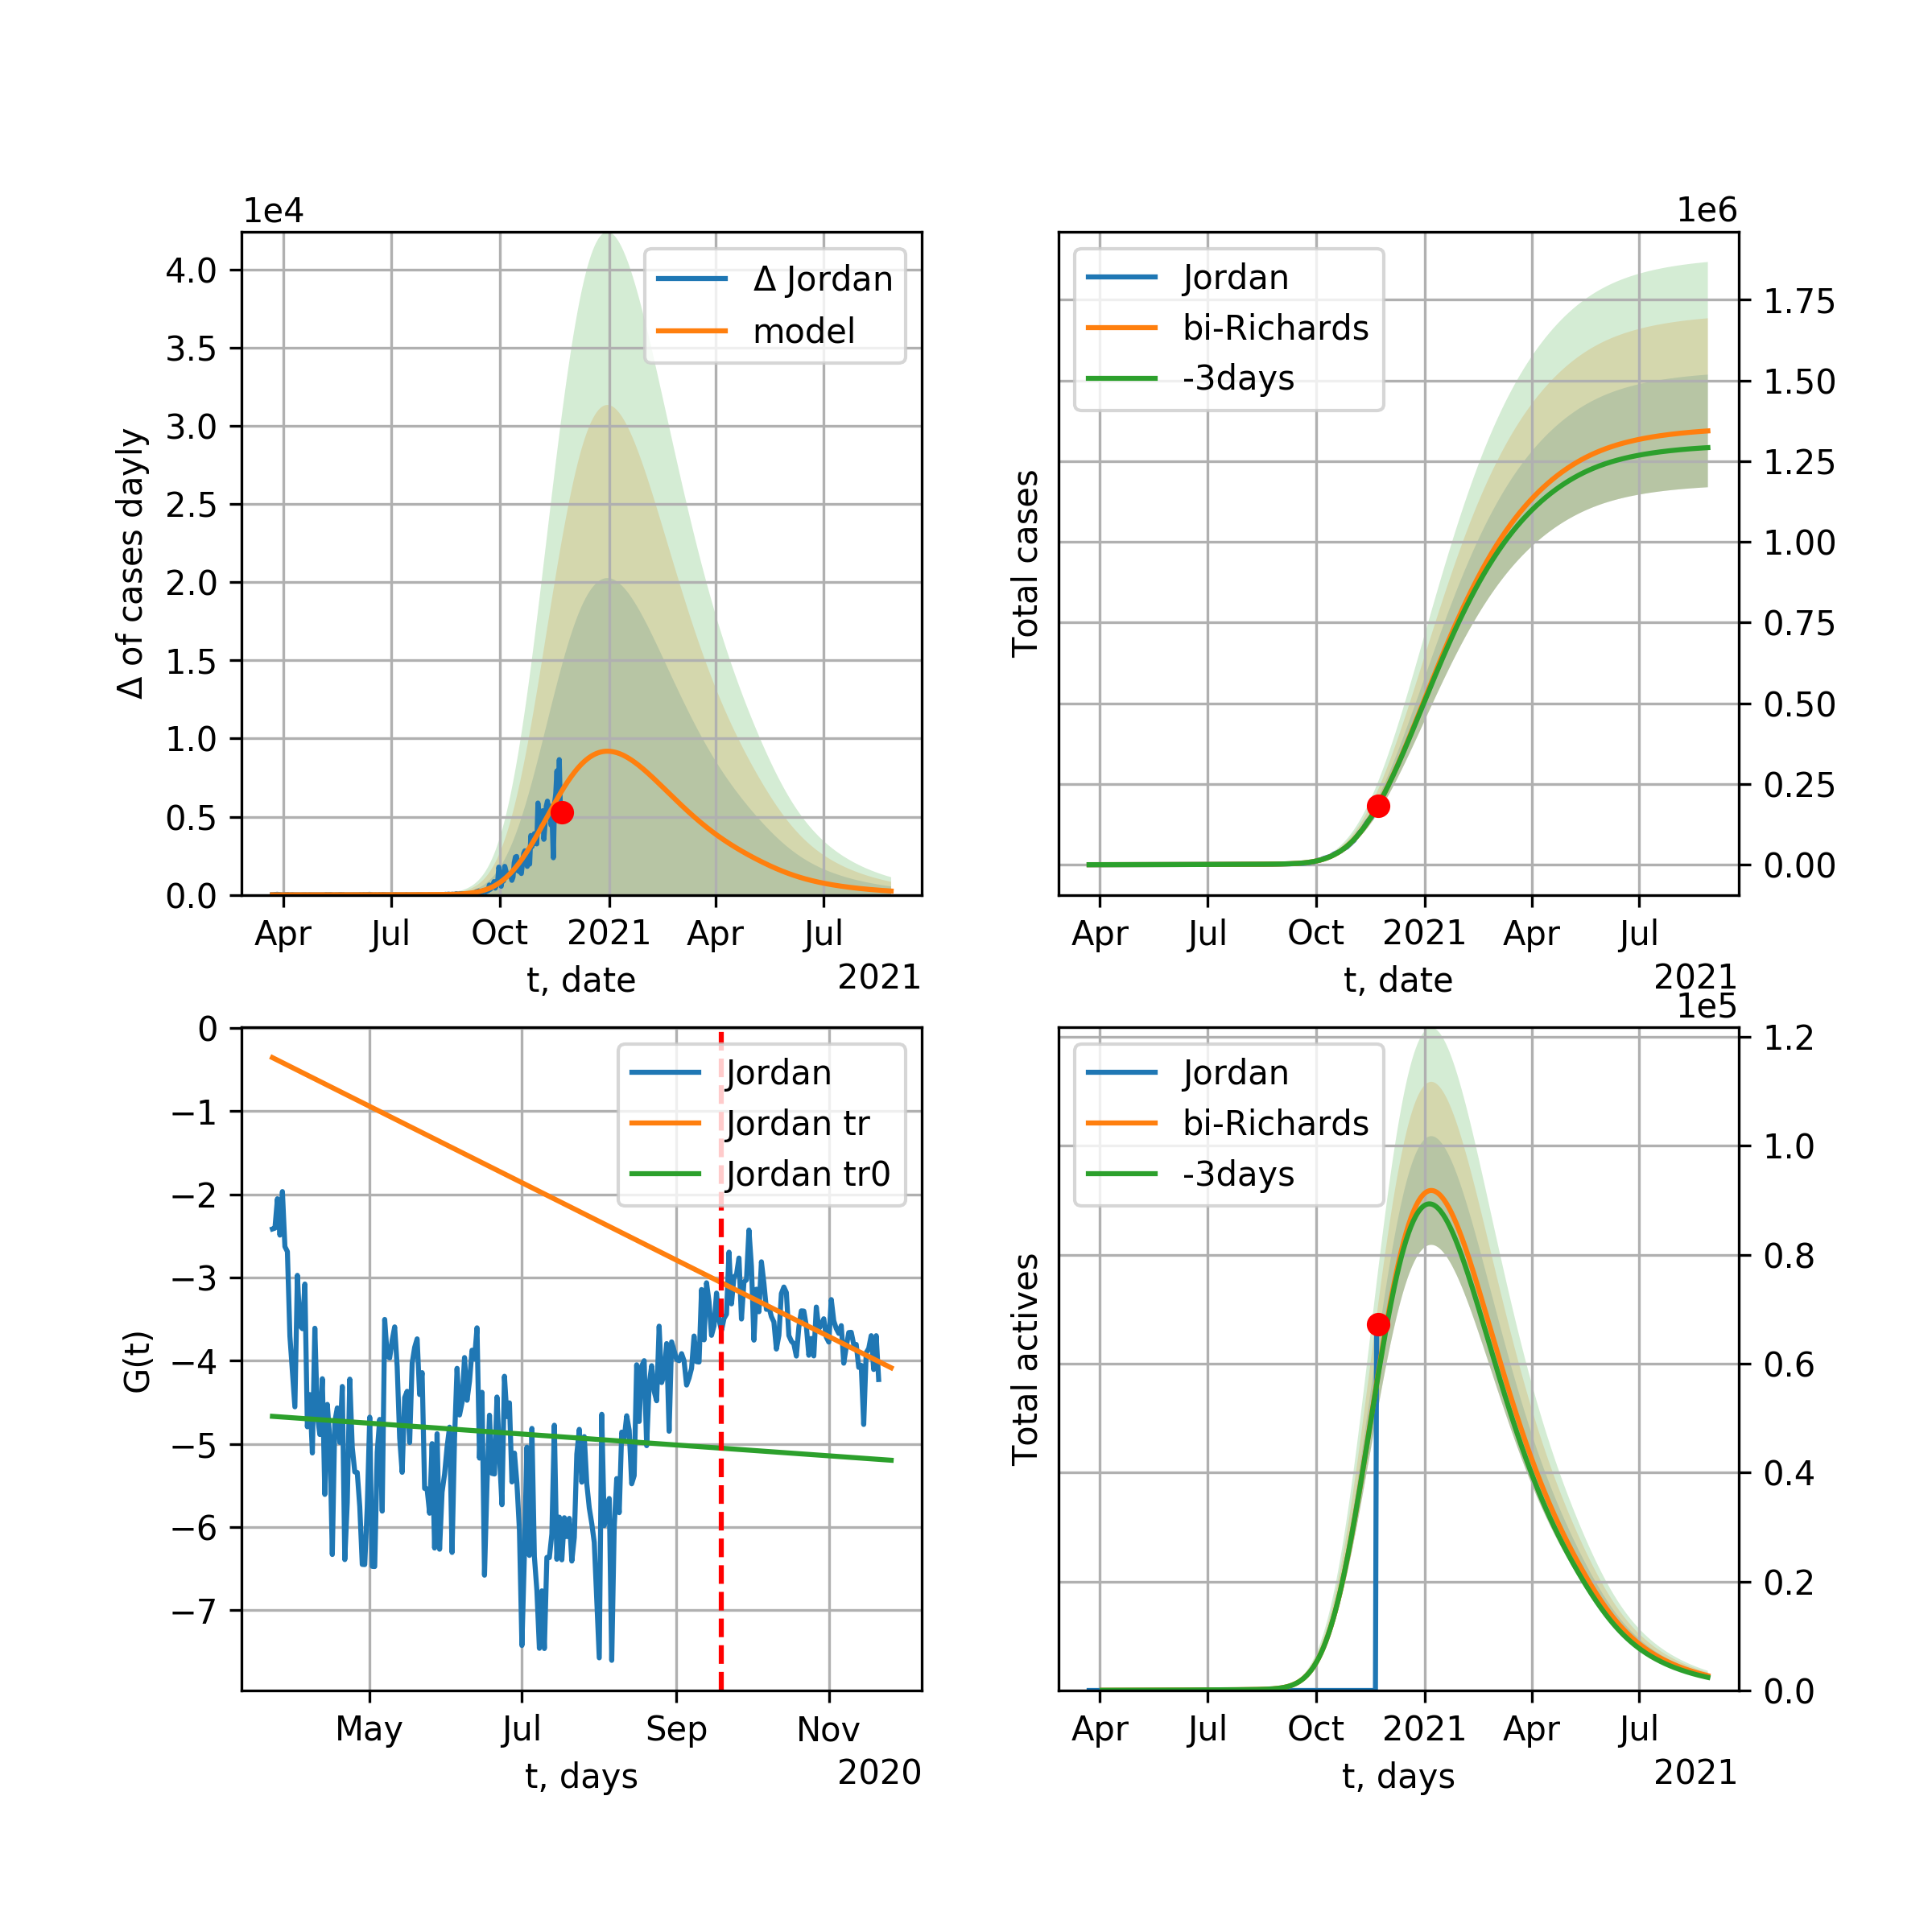 1e4
4.0
3.5
3.0
2.5
2.0
1.5
1.0
0.5
0.0
Δ of cases dayly
Δ Jordan
model
Apr Jul Oct 2021 Apr Jul
t, date
2021
1e6
Jordan
bi-Richards
-3days
Total cases
1.75
1.50
1.25
1.00
0.75
0.50
0.25
0.00
Apr Jul Oct 2021 Apr Jul
t, date
2021
0
−1
−2
−3
−4
−5
−6
−7
G(t)
Jordan
Jordan tr
Jordan tr0
May Jul Sep Nov
t, days
2020
1e5
Jordan
bi-Richards
-3days
Total actives
1.2
1.0
0.8
0.6
0.4
0.2
0.0
Apr Jul Oct 2021 Apr Jul
t, days
2021